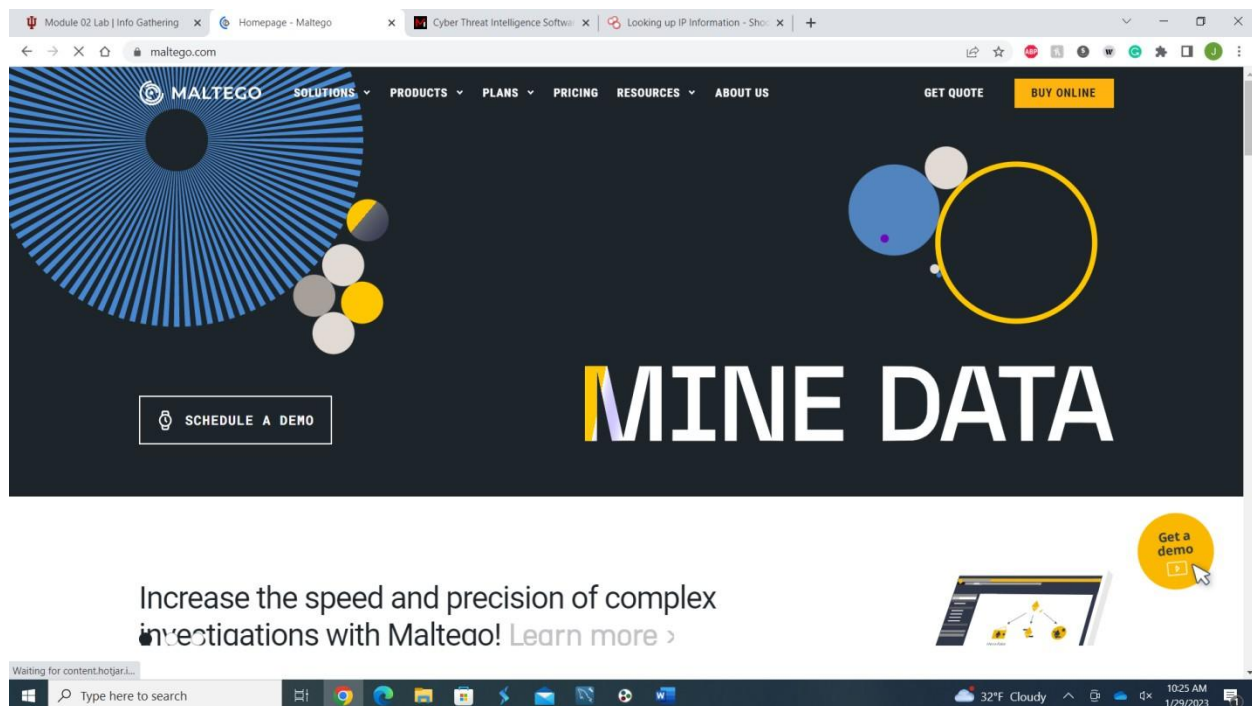 Module 02 Lab | Info Gathering
Homepage - Maltego
Cyber Threat Intelligence Softwa
Looking up IP Information - Sho
maltego.com
ABP
MALTEGO
SOLUTIONS
PRODUCTS
PLANS
PRICING
RESOURCES
ABOUT US
GET QUOTE
BUY ONLINE
SCHEDULE A DEMO
MINE DATA
Get a
demo
Increase the speed and precision of complex
investigations with Maltego! Learn more >
Waiting for content.hotjar.i...
Type here to search
32°F Cloudy
10:25 AM
1/29/2023